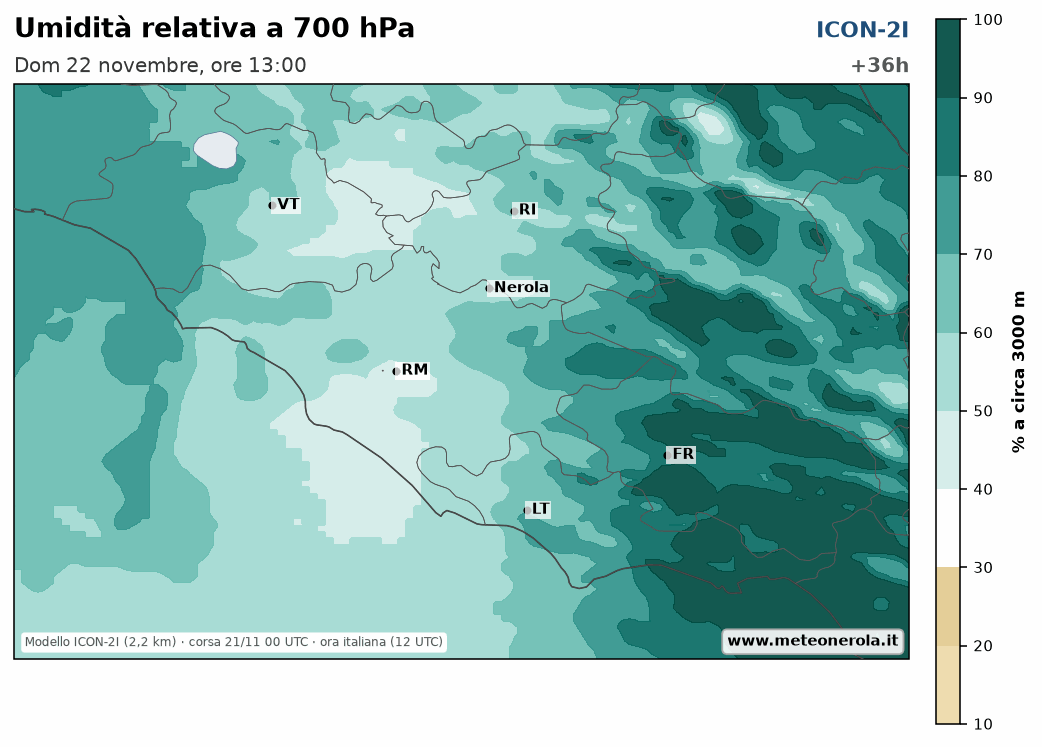 Umidità relativa a 700 hPa
ICON-2I
Dom 22 novembre, ore 13:00
+36h
100
90
80
70
60
50
40
30
20
10
% a circa 3000 m
VT
RI
Nerola
RM
FR
LT
Modello ICON-2I (2,2 km) · corsa 21/11 00 UTC · ora italiana (12 UTC)
www.meteonerola.it